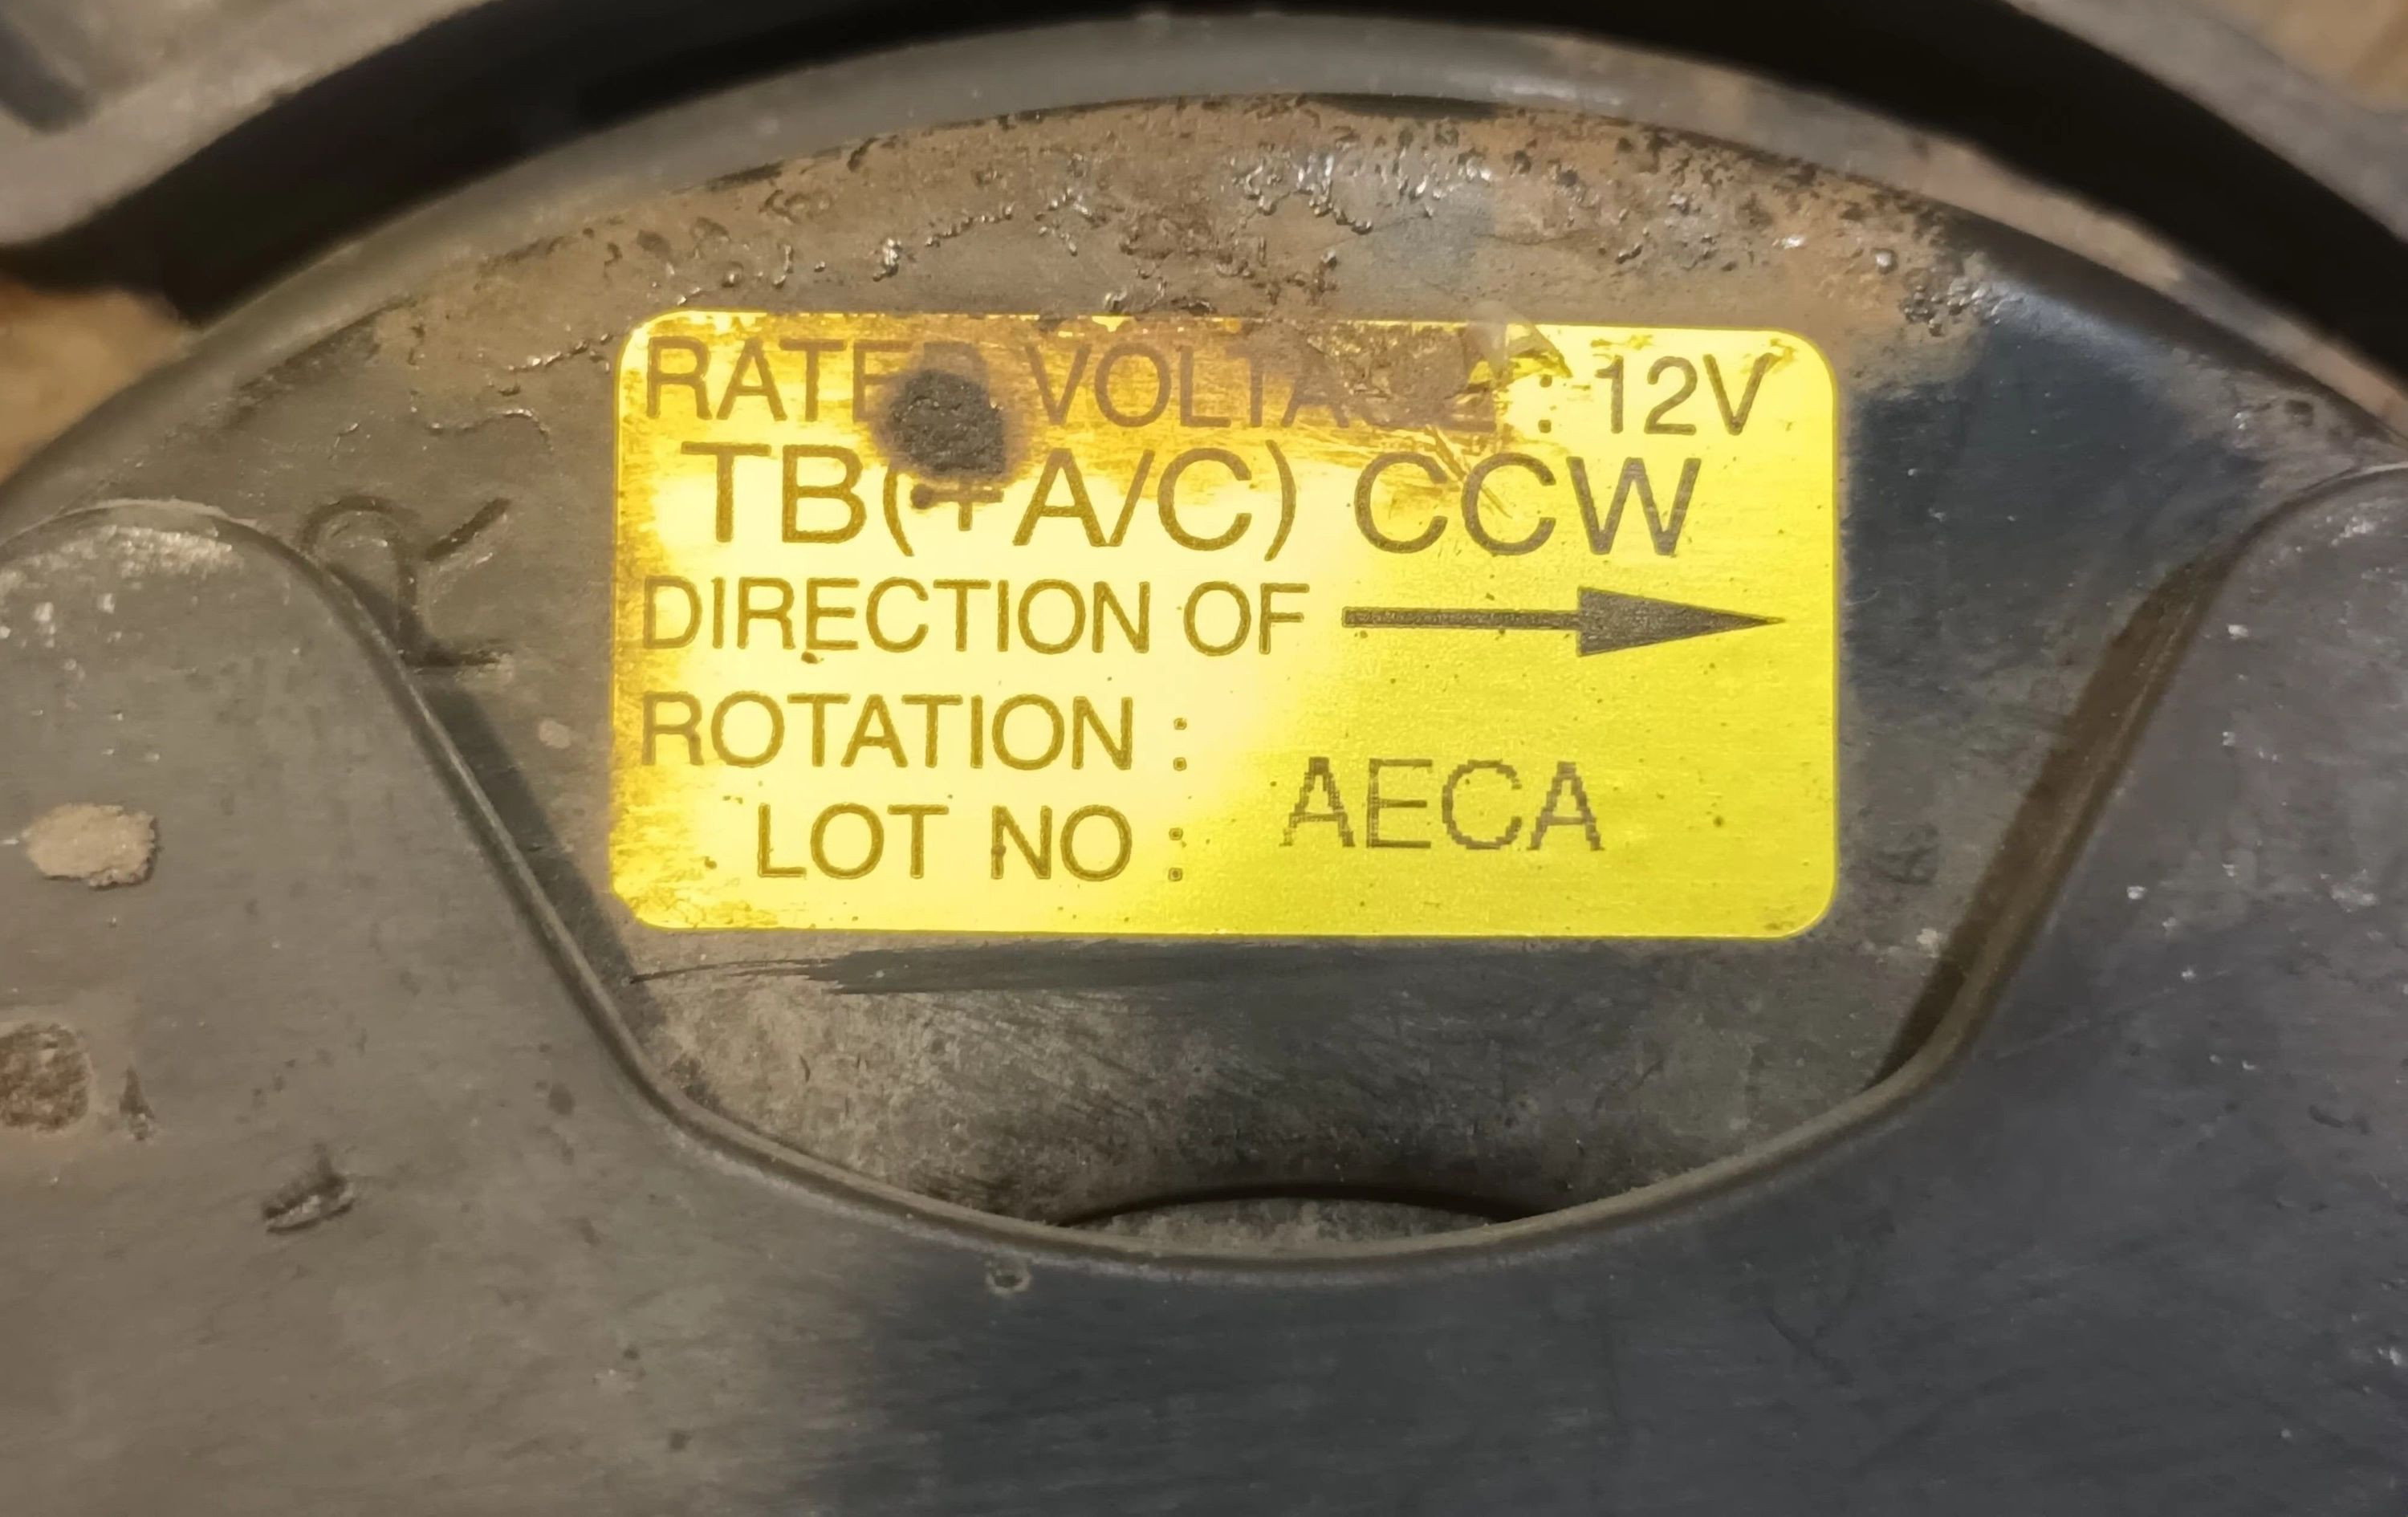 RATED VOLTAGE : 12V
TB(+A/C) CCW
DIRECTION OF
ROTATION :
LOT NO : AECA
R